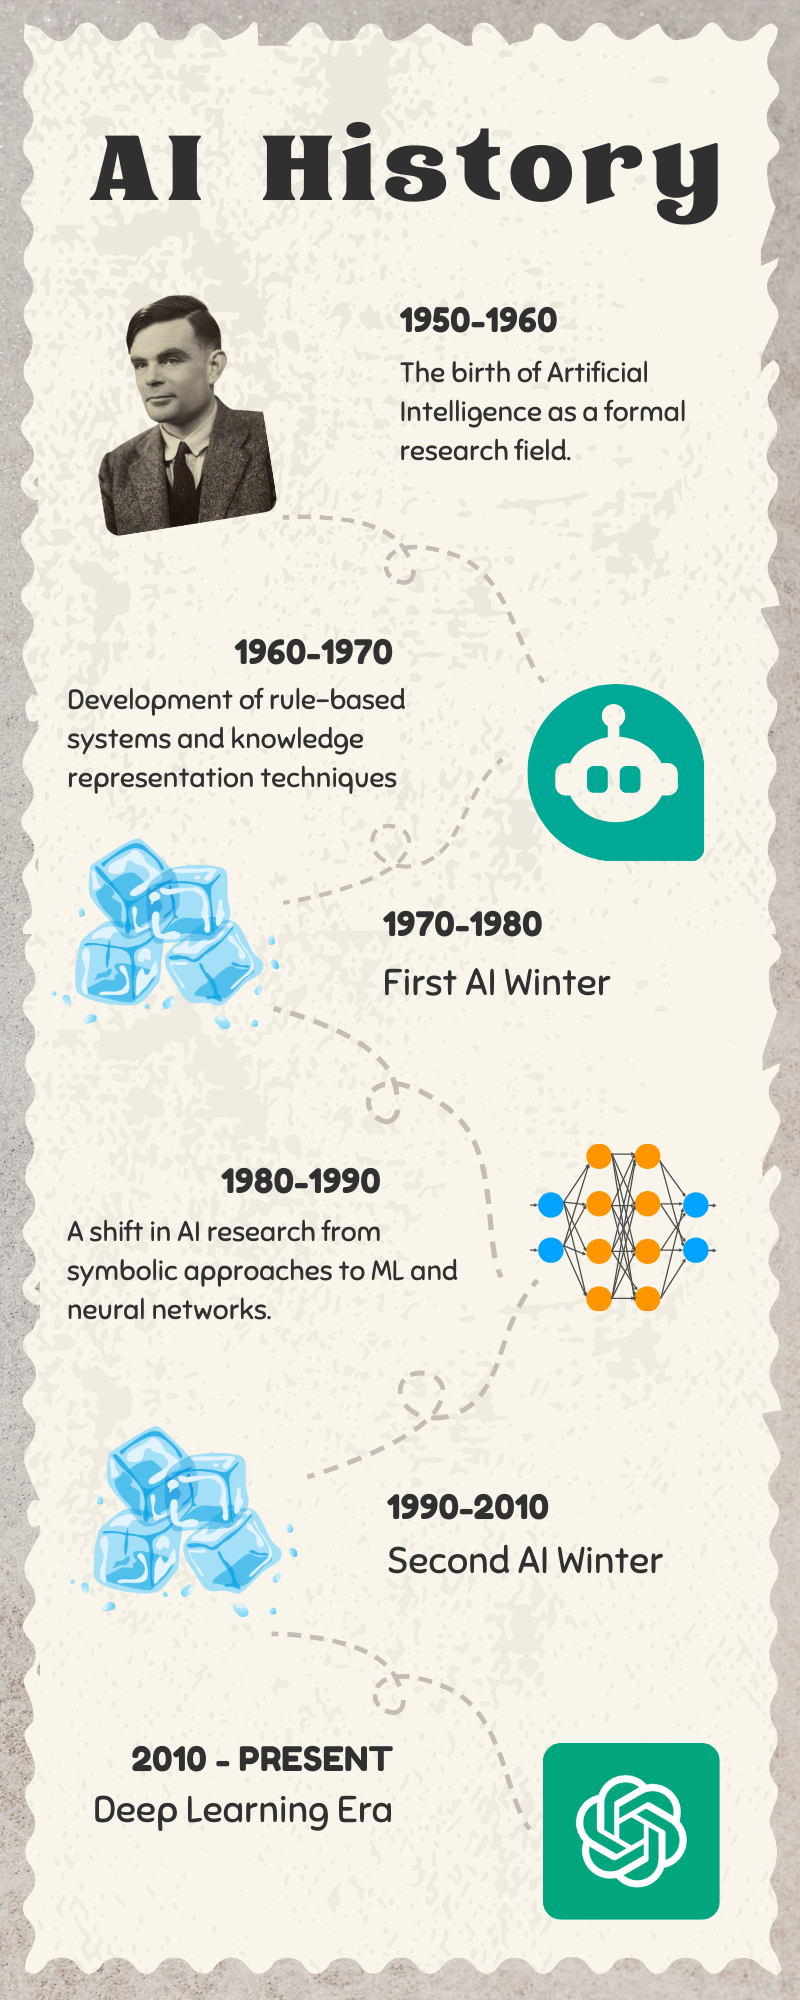 AI History
1950-1960
The birth of Artificial
Intelligence as a formal
research field.
1960-1970
Development of rule-based
systems and knowledge
representation techniques
1970-1980
First AI Winter
1980-1990
A shift in AI research from
symbolic approaches to ML and
neural networks.
1990-2010
Second AI Winter
2010 - PRESENT
Deep Learning Era